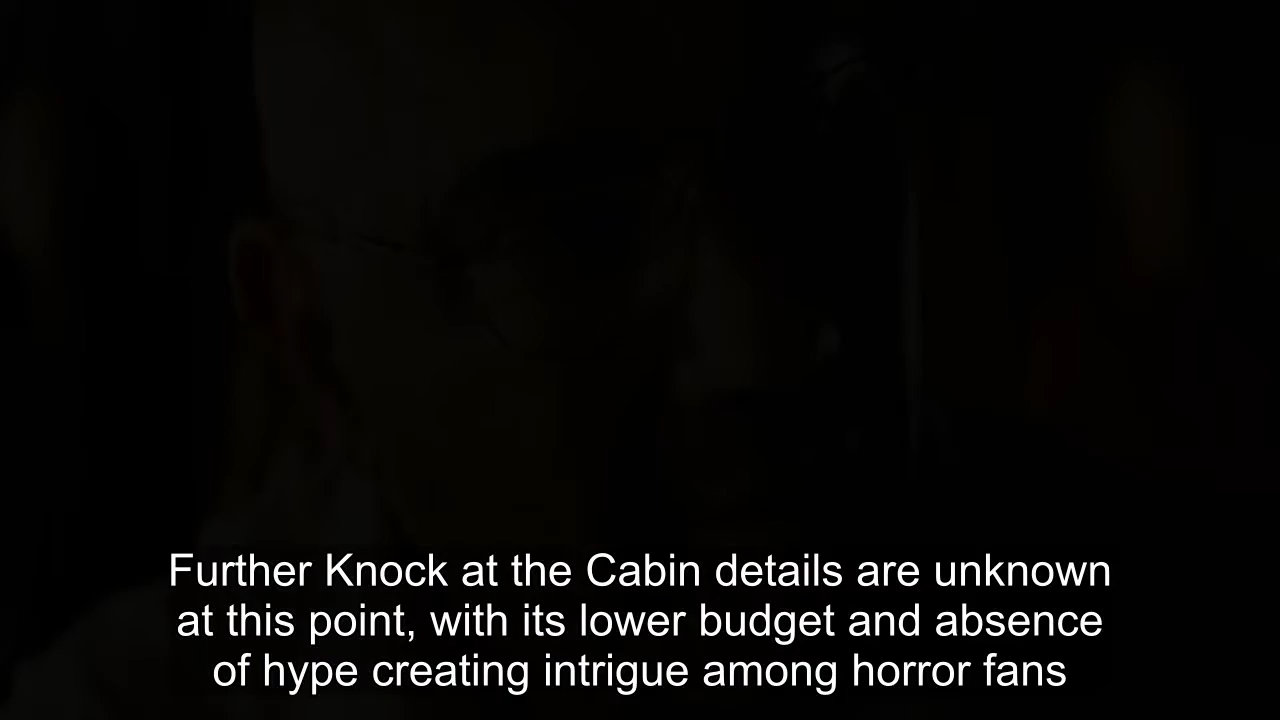 Further Knock at the Cabin details are unknown
at this point, with its lower budget and absence
of hype creating intrigue among horror fans